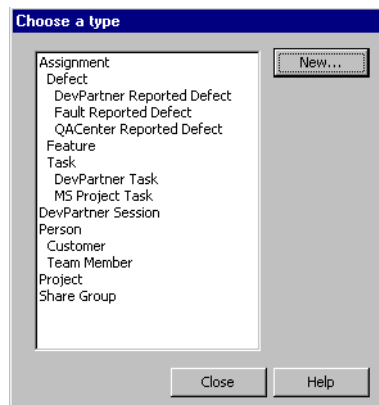 Choose a type
New...
Assignment
Defect
DevPartner Reported Defect
Fault Reported Defect
QACenter Reported Defect
Feature
Task
DevPartner Task
MS Project Task
DevPartner Session
Person
Customer
Team Member
Project
Share Group
Close
Help